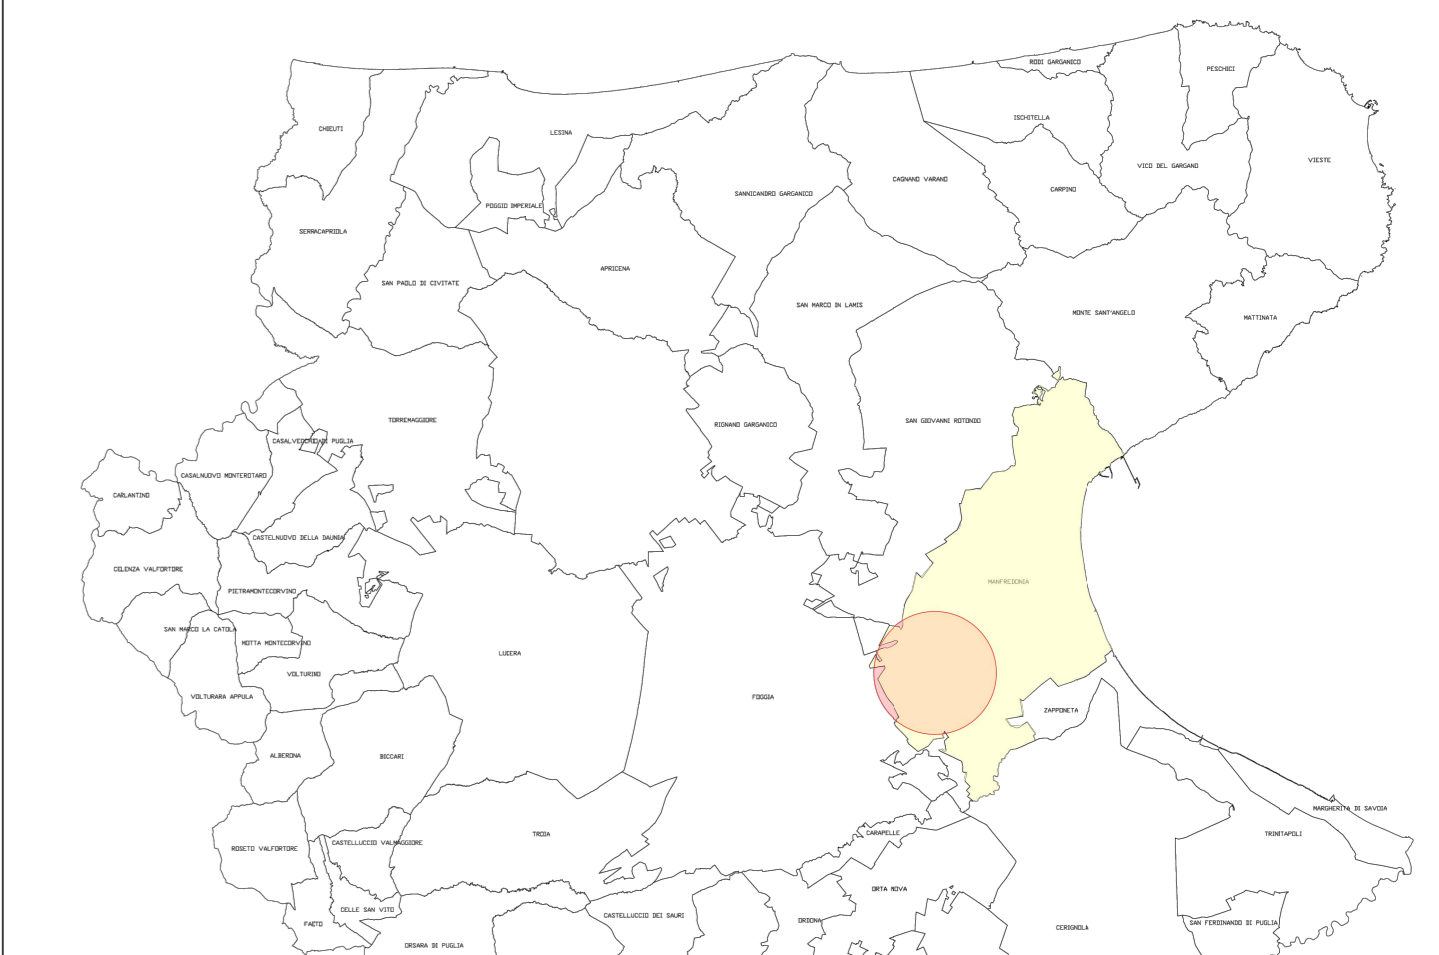 RODI GARGANICO
PESCHICI
CHIEUTI
LESINA
ISCHITELLA
VIESTE
VICO DEL GARGANO
CAGNANO VARANO
CARPINO
SANNICANDRO GARGANICO
POGGIO IMPERIALE
SERRACAPRIOLA
APRICENA
SAN PAOLO DI CIVITATE
SAN MARCO IN LAMIS
MONTE SANT'ANGELO
MATTINATA
TORREMAGGIORE
RIGNANO GARGANICO
SAN GIOVANNI ROTONDO
CASALVECCHIO DI PUGLIA
CASALNUOVO MONTEROTARO
CARLANTINO
CASTELNUOVO DELLA DAUNIA
CELENZA VALFORTORE
MANFREDONIA
PIETRAMONTECORVINO
SAN MARCO LA CATOLA
MOTTA MONTECORVINO
LUCERA
VOLTURINO
VOLTURARA APPULA
FOGGIA
ZAPPONETA
ALBERONA
BICCARI
MARGHERITA DI SAVOIA
TROIA
CARAPELLE
TRINITAPOLI
CASTELLUCCIO VALMAGGIORE
ROSETO VALFORTORE
ORTA NOVA
CELLE SAN VITO
CASTELLUCCIO DEI SAURI
ORDONA
FAETO
SAN FERDINANDO DI PUGLIA
CERIGNOLA
ORSARA DI PUGLIA